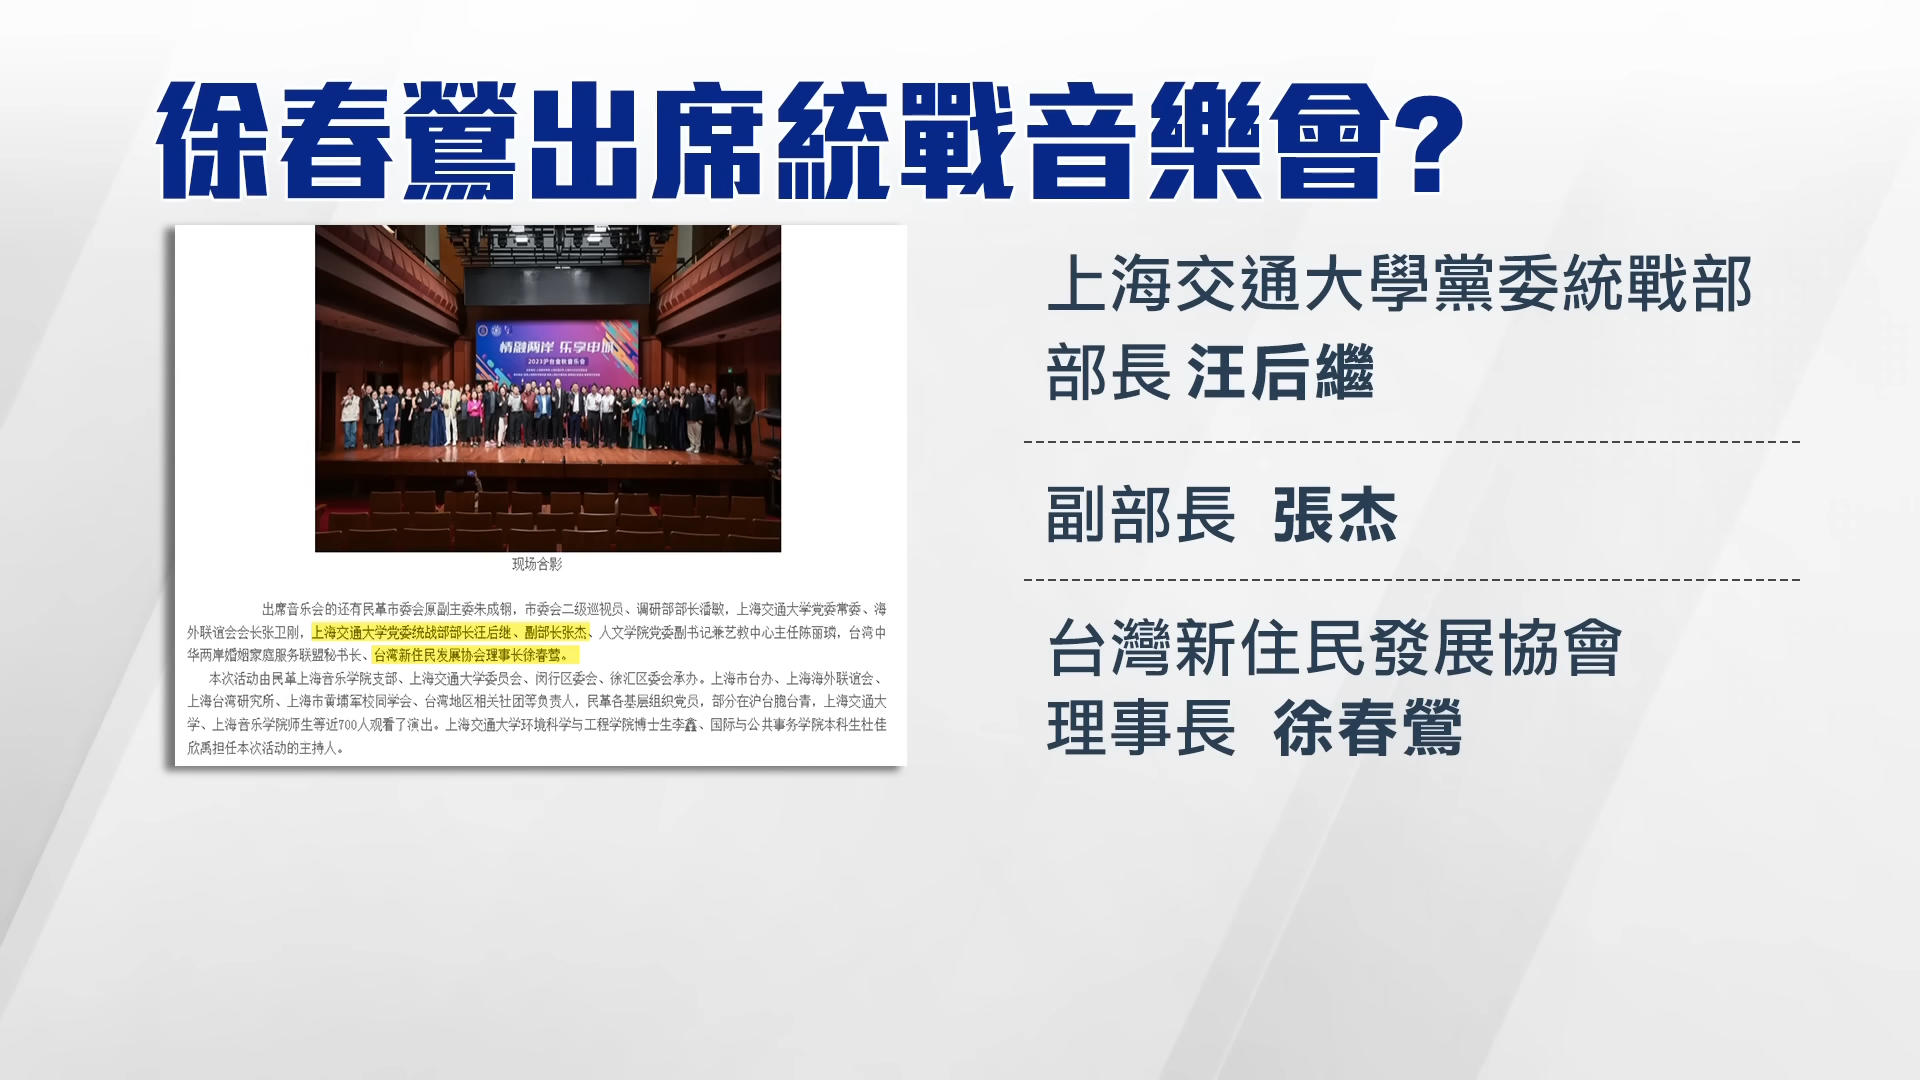 徐春鶯出席統戰音樂會?
情融两岸 乐享申城
2023沪台金秋音乐会
现场合影
出席音乐会的还有民革市委会原副主委朱成钢，市委会二级巡视员、调研部部长潘敏，上海交通大学党委常委、海
外联谊会会长张卫刚，上海交通大学党委统战部部长汪后继、副部长张杰、人文学院党委副书记兼艺教中心主任陈丽璘，台湾中
华两岸婚姻家庭服务联盟秘书长、台湾新住民发展协会理事长徐春莺。
本次活动由民革上海音乐学院支部、上海交通大学委员会、闵行区委会、徐汇区委会承办。上海市台办、上海海外联谊会、
上海台湾研究所、上海市黄埔军校同学会、台湾地区相关社团等负责人，民革各基层组织党员，部分在沪台胞台青，上海交通大
学、上海音乐学院师生等近700人观看了演出。上海交通大学环境科学与工程学院博士生李鑫、国际与公共事务学院本科生杜佳
欣禹担任本次活动的主持人。
上海交通大學黨委統戰部
部長 汪后繼
副部長 張杰
台灣新住民發展協會
理事長 徐春鶯